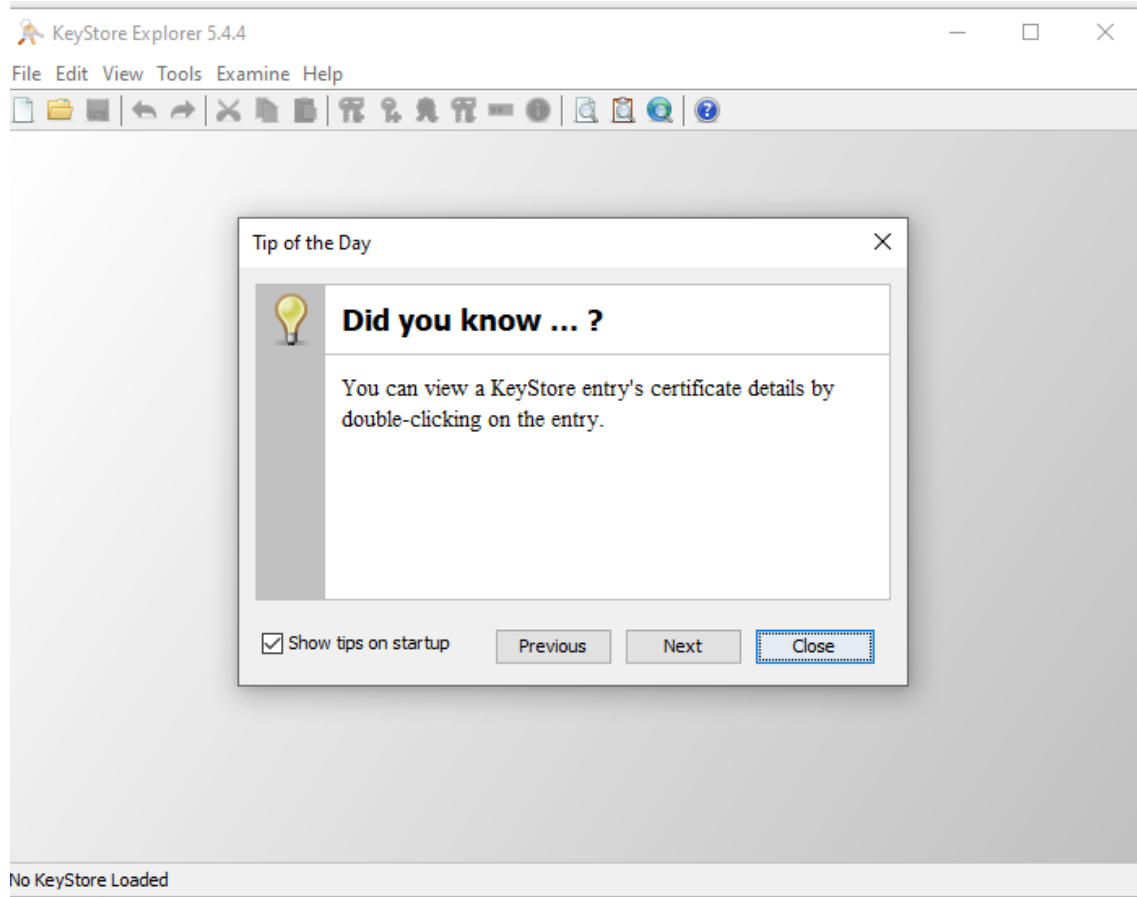 KeyStore Explorer 5.4.4
File Edit View Tools Examine Help
Tip of the Day
Did you know ... ?
You can view a KeyStore entry's certificate details by
double-clicking on the entry.
Show tips on startup
Previous
Next
Close
No KeyStore Loaded